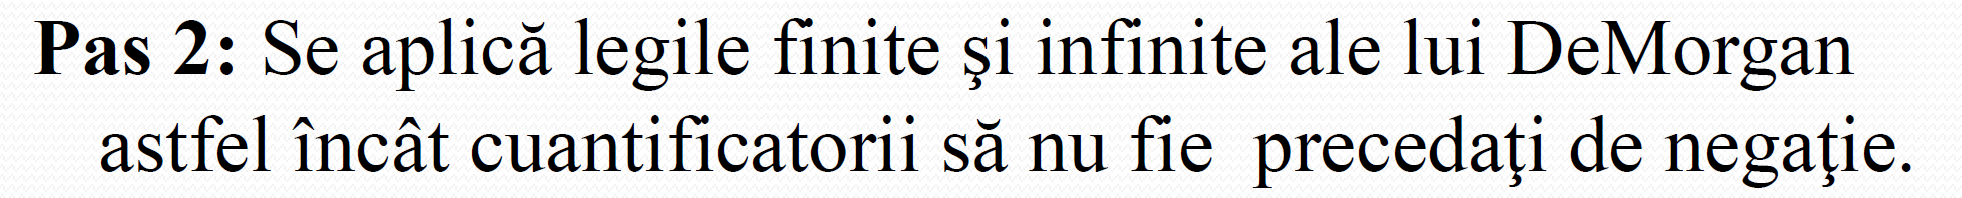 Pas 2: Se aplică legile finite şi infinite ale lui DeMorgan
astfel încât cuantificatorii să nu fie precedaţi de negaţie.